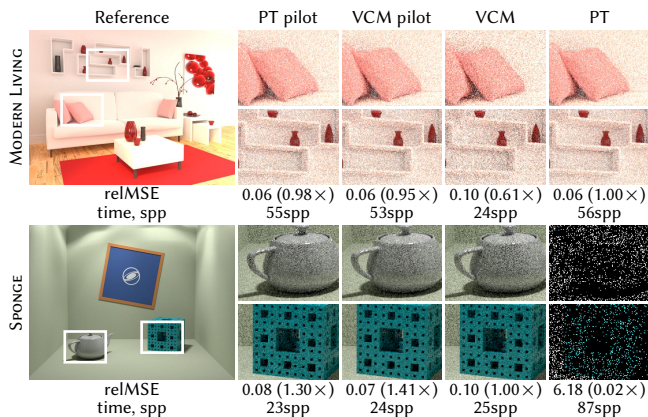 Reference PT pilot VCM pilot VCM PT
MODERN LIVING
relMSE 0.06 (0.98×) 0.06 (0.95×) 0.10 (0.61×) 0.06 (1.00×)
time, spp 55spp 53spp 24spp 56spp
SPONGE
relMSE 0.08 (1.30×) 0.07 (1.41×) 0.10 (1.00×) 6.18 (0.02×)
time, spp 23spp 24spp 25spp 87spp